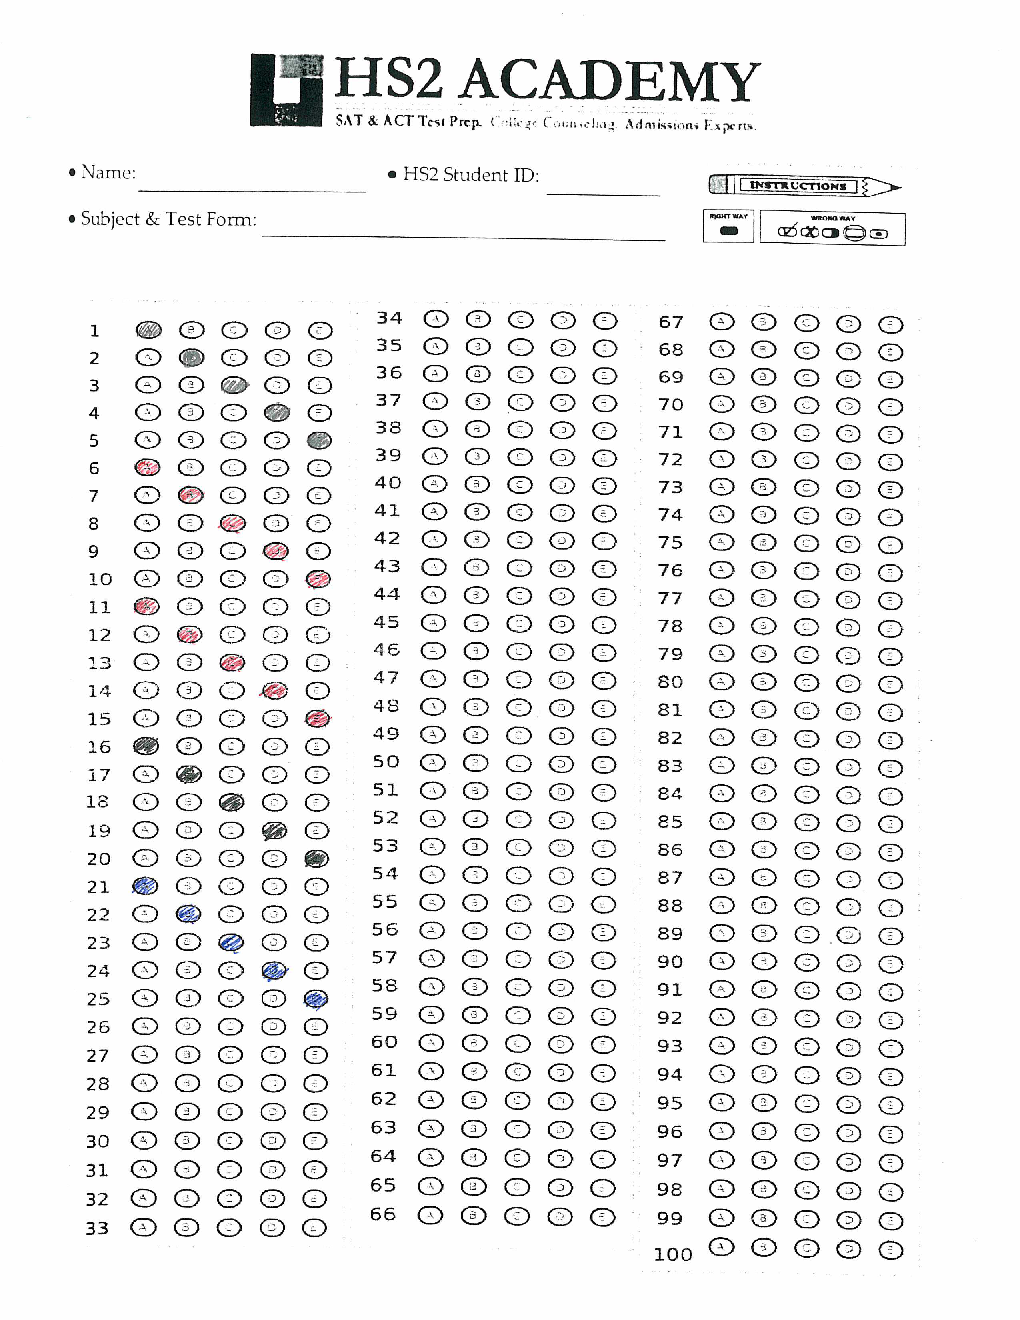 HS2 ACADEMY
SAT & ACT Test Prep. College Counseling. Admissions Experts.
• Name:
• HS2 Student ID:
INSTRUCTIONS
• Subject & Test Form:
RIGHT WAY
WRONG WAY
1 B C D E
2 A C D E
3 A B D E
4 A B C E
5 A B C D
6 B C D E
7 A C D E
8 A B D E
9 A B C E
10 A B C D
11 B C D E
12 A C D E
13 A B D E
14 A B C E
15 A B C D
16 B C D E
17 A C D E
18 A B D E
19 A B C E
20 A B C D
21 B C D E
22 A C D E
23 A B D E
24 A B C E
25 A B C D
26 A B C D E
27 A B C D E
28 A B C D E
29 A B C D E
30 A B C D E
31 A B C D E
32 A B C D E
33 A B C D E
34 A B C D E
35 A B C D E
36 A B C D E
37 A B C D E
38 A B C D E
39 A B C D E
40 A B C D E
41 A B C D E
42 A B C D E
43 A B C D E
44 A B C D E
45 A B C D E
46 A B C D E
47 A B C D E
48 A B C D E
49 A B C D E
50 A B C D E
51 A B C D E
52 A B C D E
53 A B C D E
54 A B C D E
55 A B C D E
56 A B C D E
57 A B C D E
58 A B C D E
59 A B C D E
60 A B C D E
61 A B C D E
62 A B C D E
63 A B C D E
64 A B C D E
65 A B C D E
66 A B C D E
67 A B C D E
68 A B C D E
69 A B C D E
70 A B C D E
71 A B C D E
72 A B C D E
73 A B C D E
74 A B C D E
75 A B C D E
76 A B C D E
77 A B C D E
78 A B C D E
79 A B C D E
80 A B C D E
81 A B C D E
82 A B C D E
83 A B C D E
84 A B C D E
85 A B C D E
86 A B C D E
87 A B C D E
88 A B C D E
89 A B C D E
90 A B C D E
91 A B C D E
92 A B C D E
93 A B C D E
94 A B C D E
95 A B C D E
96 A B C D E
97 A B C D E
98 A B C D E
99 A B C D E
100 A B C D E